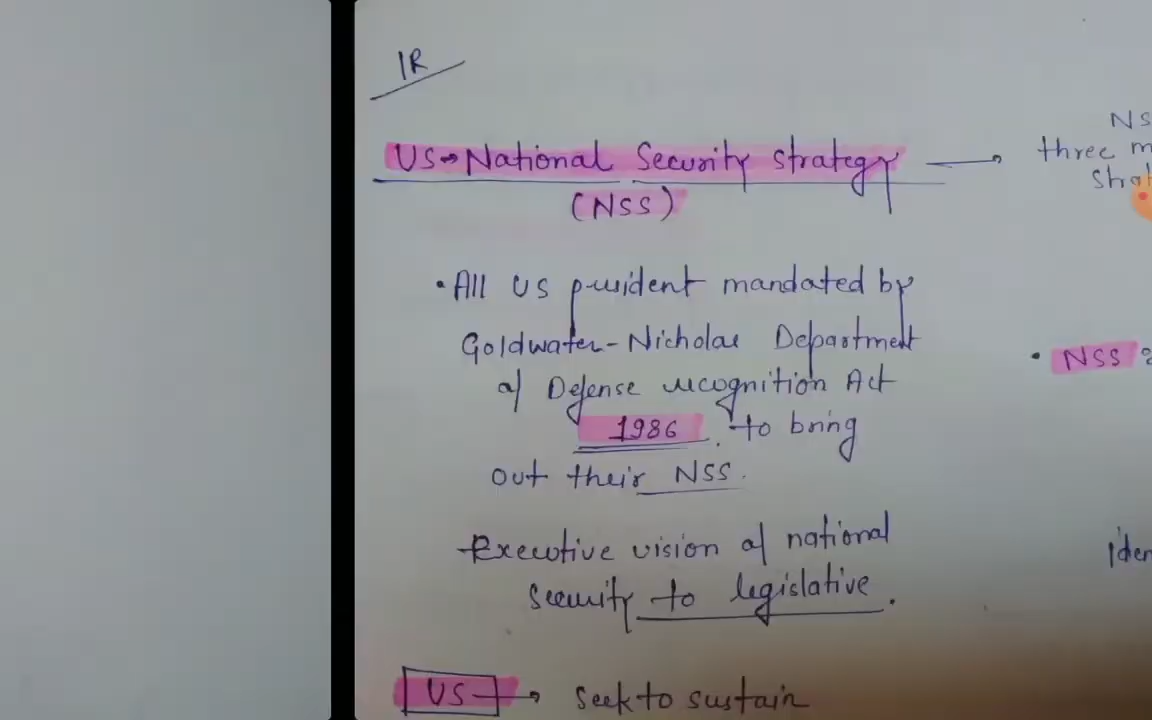 IR
US → National Security strategy
(NSS)
• All US president mandated by
Goldwater-Nicholas Department
of Defense recognition Act
1986. to bring
out their NSS.
Executive vision of national
security to legislative.
US → Seek to sustain
NS
three m
Strat
• NSS
iden